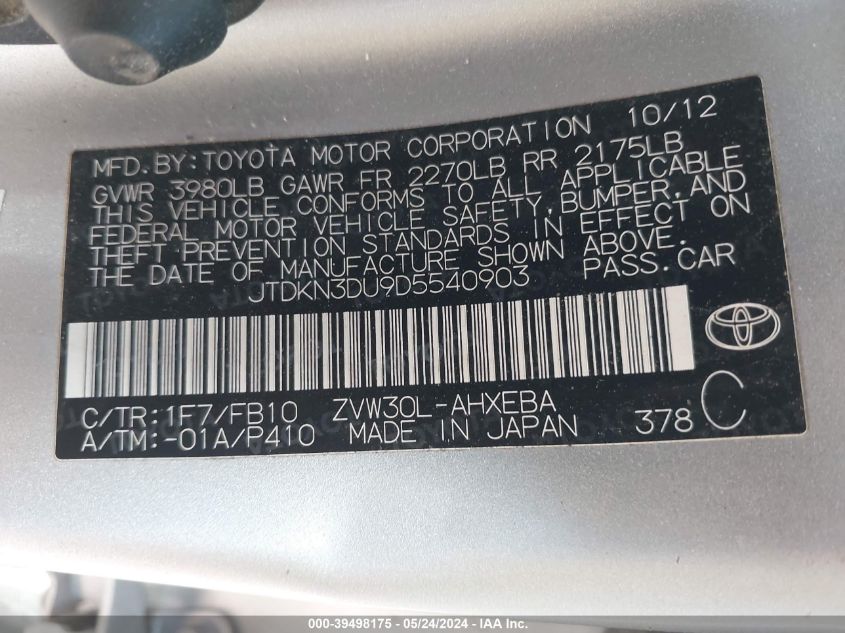 MFD.BY:TOYOTA MOTOR CORPORATION 10/12
GVWR 3980LB GAWR FR 2270LB RR 2175LB
THIS VEHICLE CONFORMS TO ALL APPLICABLE
FEDERAL MOTOR VEHICLE SAFETY,BUMPER,AND
THEFT PREVENTION STANDARDS IN EFFECT ON
THE DATE OF MANUFACTURE SHOWN ABOVE.
JTDKN3DU9D5540903 PASS.CAR
C/TR:1F7/FB10 ZVW30L-AHXEBA
A/TM:-01A/P410 MADE IN JAPAN 378 C
000-39498175 - 05/24/2024 - IAA Inc.